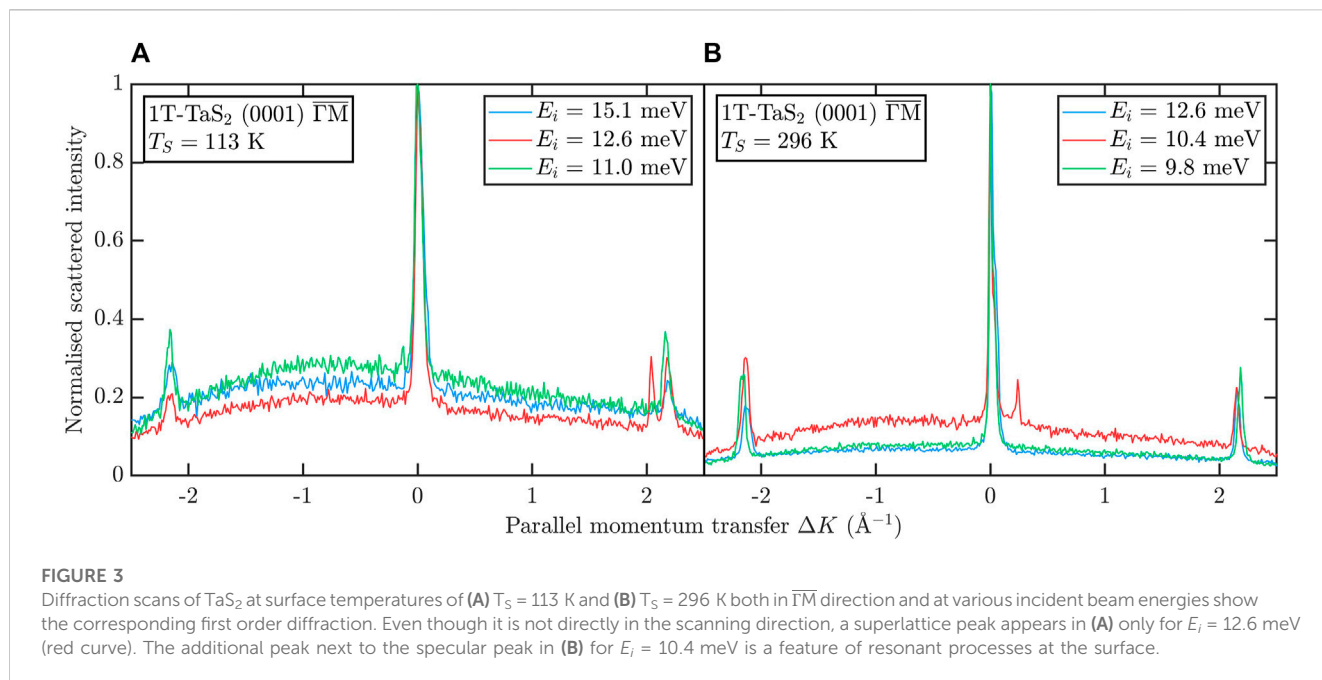 A
B
1T-TaS₂ (0001) Γ̅M̅
T_S = 113 K
E_i = 15.1 meV
E_i = 12.6 meV
E_i = 11.0 meV
1T-TaS₂ (0001) Γ̅M̅
T_S = 296 K
E_i = 12.6 meV
E_i = 10.4 meV
E_i = 9.8 meV
Normalised scattered intensity
1
0.8
0.6
0.4
0.2
0
-2
-1
0
1
2
-2
-1
0
1
2
Parallel momentum transfer ΔK (Å⁻¹)
FIGURE 3
Diffraction scans of TaS₂ at surface temperatures of (A) T_S = 113 K and (B) T_S = 296 K both in Γ̅M̅ direction and at various incident beam energies show
the corresponding first order diffraction. Even though it is not directly in the scanning direction, a superlattice peak appears in (A) only for E_i = 12.6 meV
(red curve). The additional peak next to the specular peak in (B) for E_i = 10.4 meV is a feature of resonant processes at the surface.